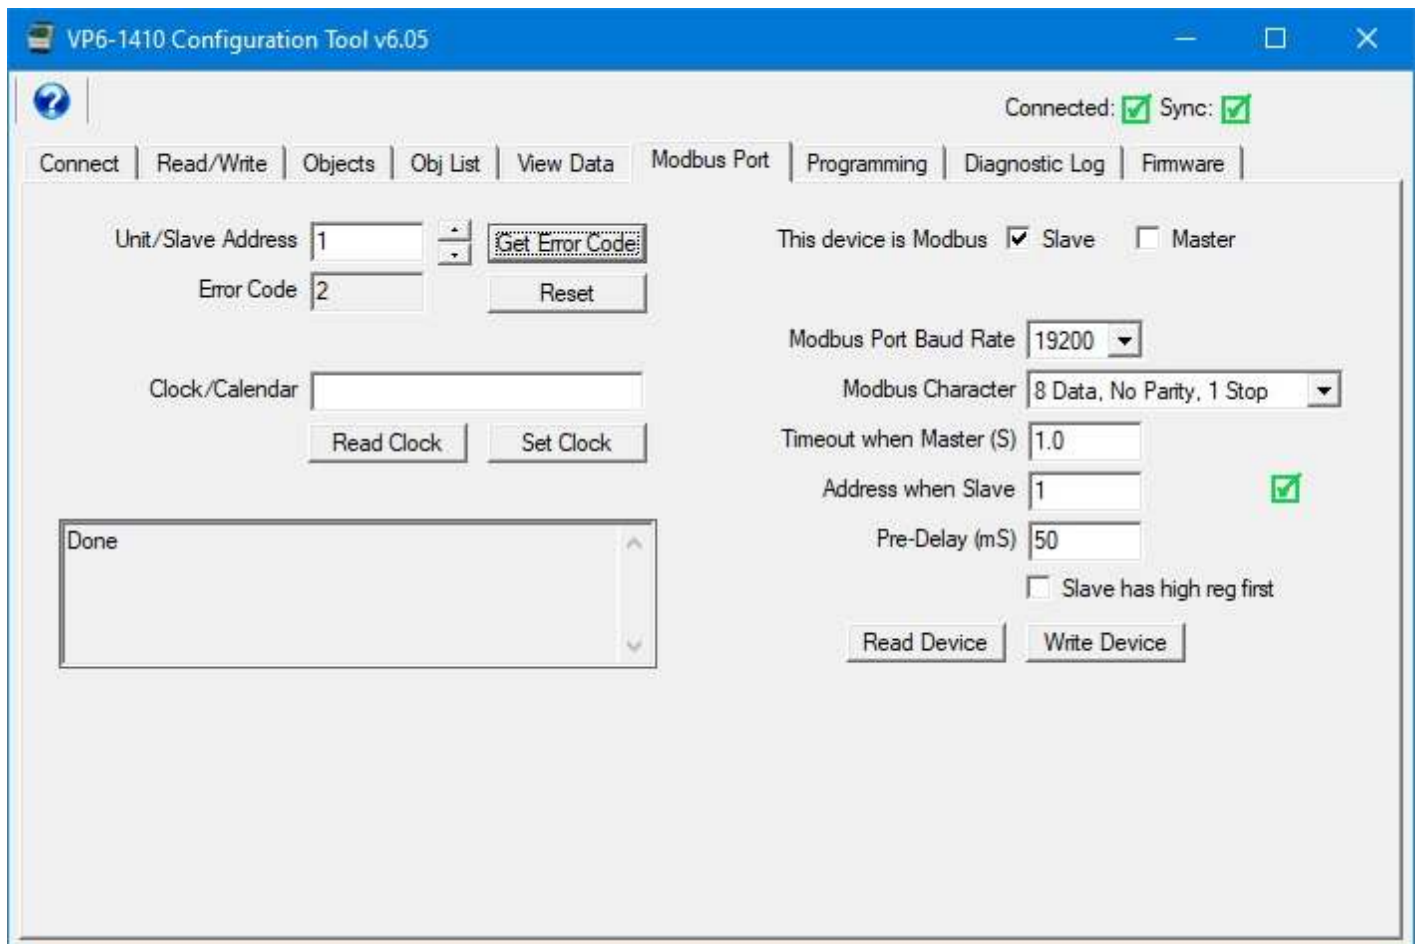 VP6-1410 Configuration Tool v6.05
Connected: Sync:
Connect Read/Write Objects Obj List View Data Modbus Port Programming Diagnostic Log Firmware
Unit/Slave Address 1 Get Error Code
Error Code 2 Reset
Clock/Calendar
Read Clock Set Clock
Done
This device is Modbus Slave Master
Modbus Port Baud Rate 19200
Modbus Character 8 Data, No Parity, 1 Stop
Timeout when Master (S) 1.0
Address when Slave 1
Pre-Delay (mS) 50
Slave has high reg first
Read Device Write Device